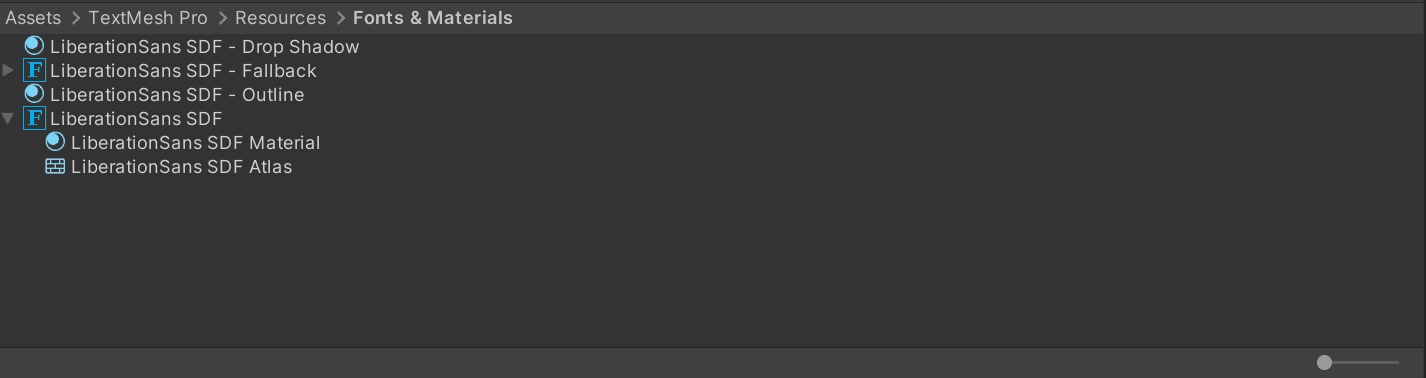 Assets > TextMesh Pro > Resources > Fonts & Materials
LiberationSans SDF - Drop Shadow
F LiberationSans SDF - Fallback
LiberationSans SDF - Outline
F LiberationSans SDF
LiberationSans SDF Material
LiberationSans SDF Atlas